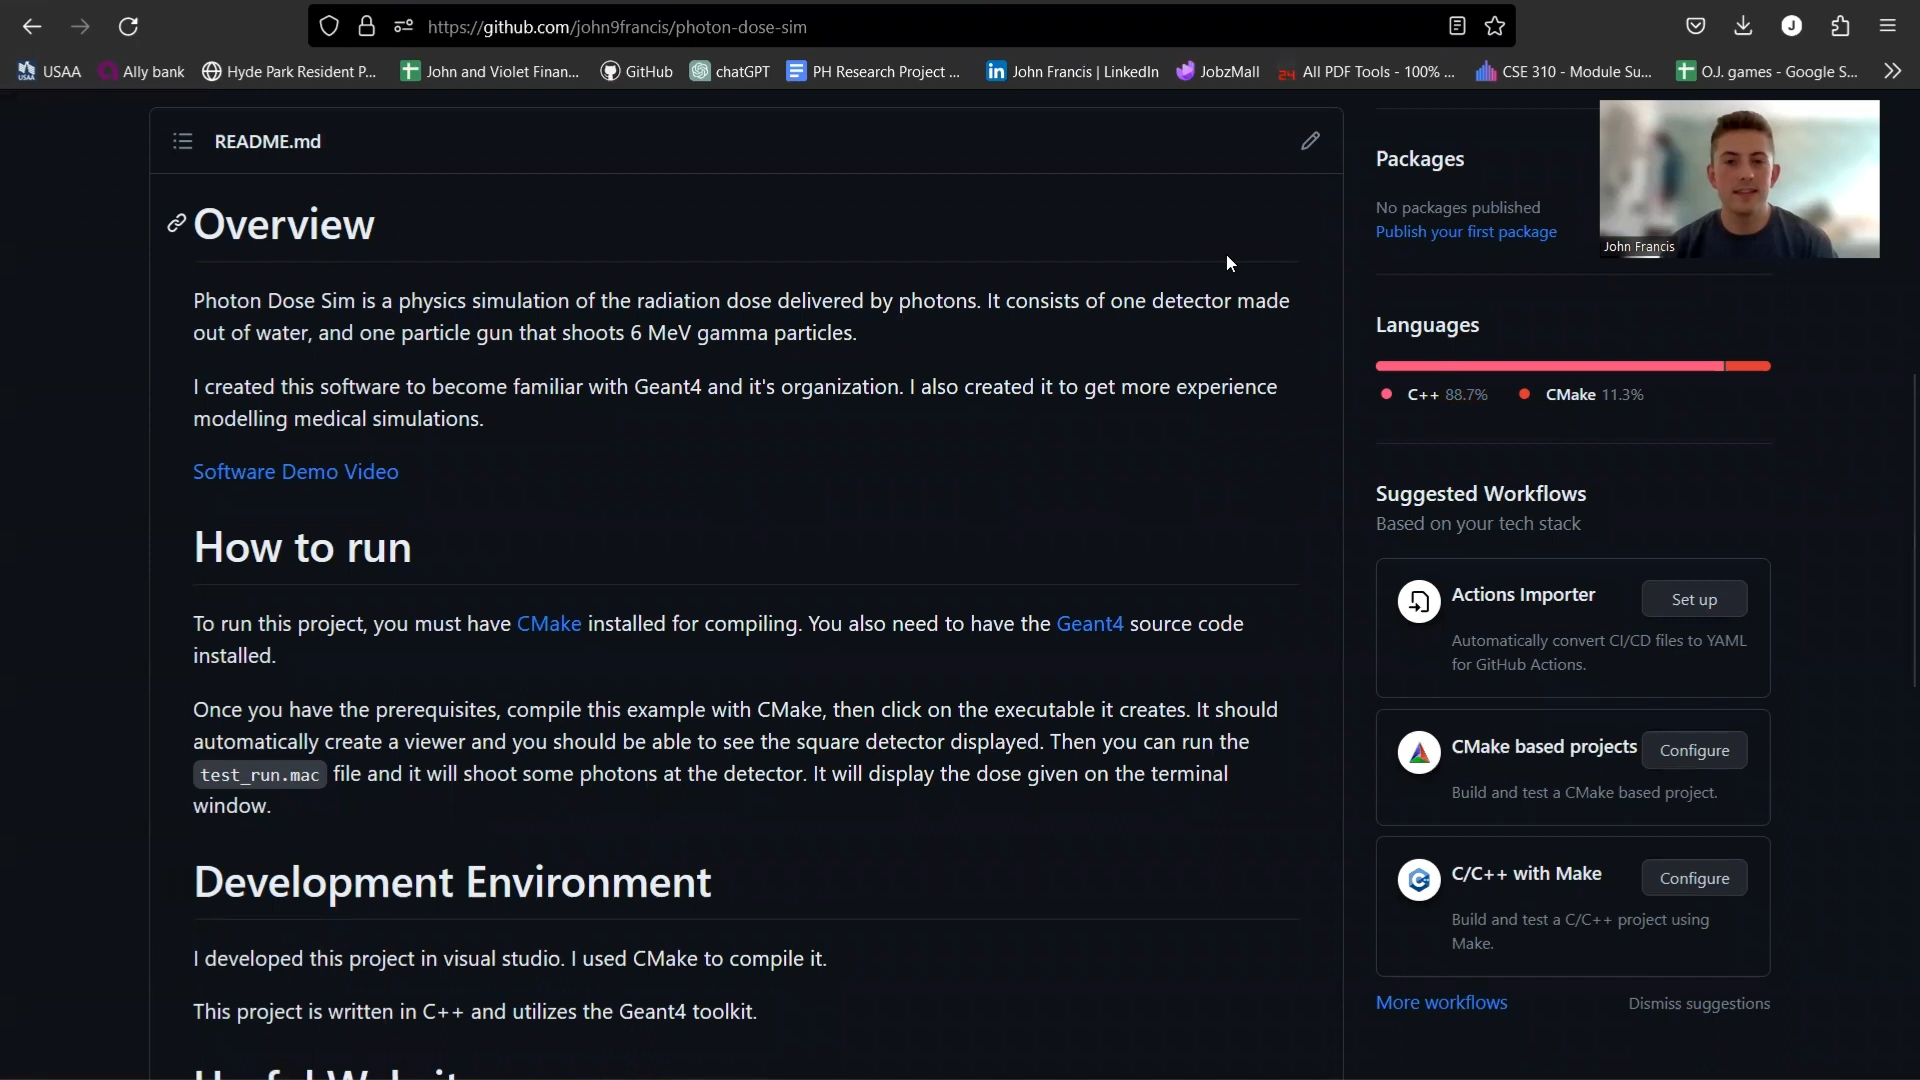 https://github.com/john9francis/photon-dose-sim
USAA
Ally bank
Hyde Park Resident P...
John and Violet Finan...
GitHub
chatGPT
PH Research Project ...
John Francis | LinkedIn
JobzMall
All PDF Tools - 100% ...
CSE 310 - Module Su...
O.J. games - Google S...
README.md
Overview
Photon Dose Sim is a physics simulation of the radiation dose delivered by photons. It consists of one detector made
out of water, and one particle gun that shoots 6 MeV gamma particles.
I created this software to become familiar with Geant4 and it's organization. I also created it to get more experience
modelling medical simulations.
Software Demo Video
How to run
To run this project, you must have CMake installed for compiling. You also need to have the Geant4 source code
installed.
Once you have the prerequisites, compile this example with CMake, then click on the executable it creates. It should
automatically create a viewer and you should be able to see the square detector displayed. Then you can run the
test_run.mac file and it will shoot some photons at the detector. It will display the dose given on the terminal
window.
Development Environment
I developed this project in visual studio. I used CMake to compile it.
This project is written in C++ and utilizes the Geant4 toolkit.
Packages
No packages published
Publish your first package
John Francis
Languages
C++ 88.7%
CMake 11.3%
Suggested Workflows
Based on your tech stack
Actions Importer
Set up
Automatically convert CI/CD files to YAML
for GitHub Actions.
CMake based projects
Configure
Build and test a CMake based project.
C/C++ with Make
Configure
Build and test a C/C++ project using
Make.
More workflows
Dismiss suggestions